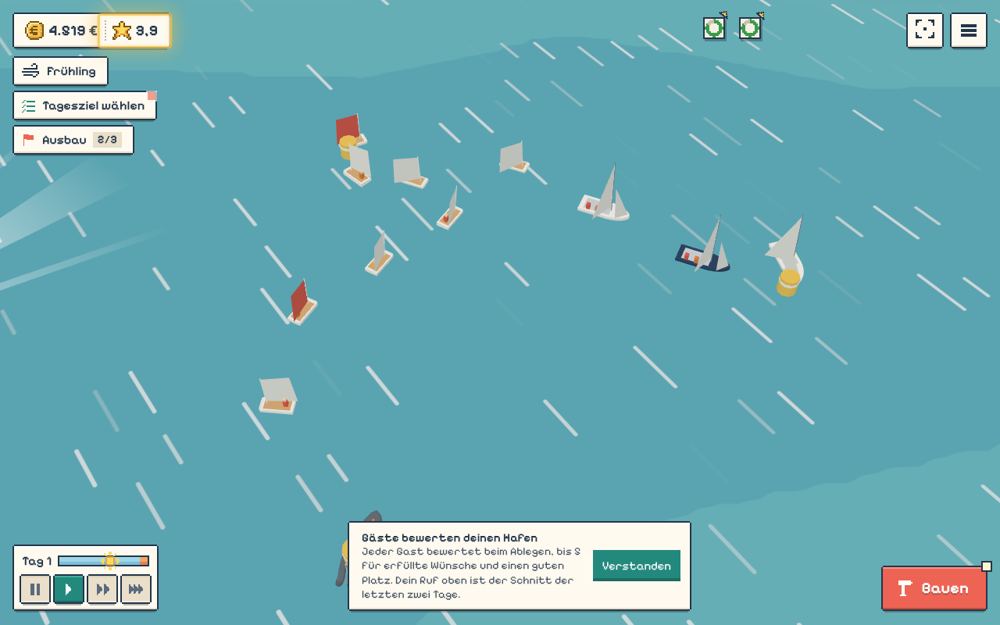 4.819 €
3,9
Frühling
Tagesziel wählen
Ausbau 2/3
Tag 1
Gäste bewerten deinen Hafen
Jeder Gast bewertet beim Ablegen, bis 5
für erfüllte Wünsche und einen guten
Platz. Dein Ruf oben ist der Schnitt der
letzten zwei Tage.
Verstanden
Bauen